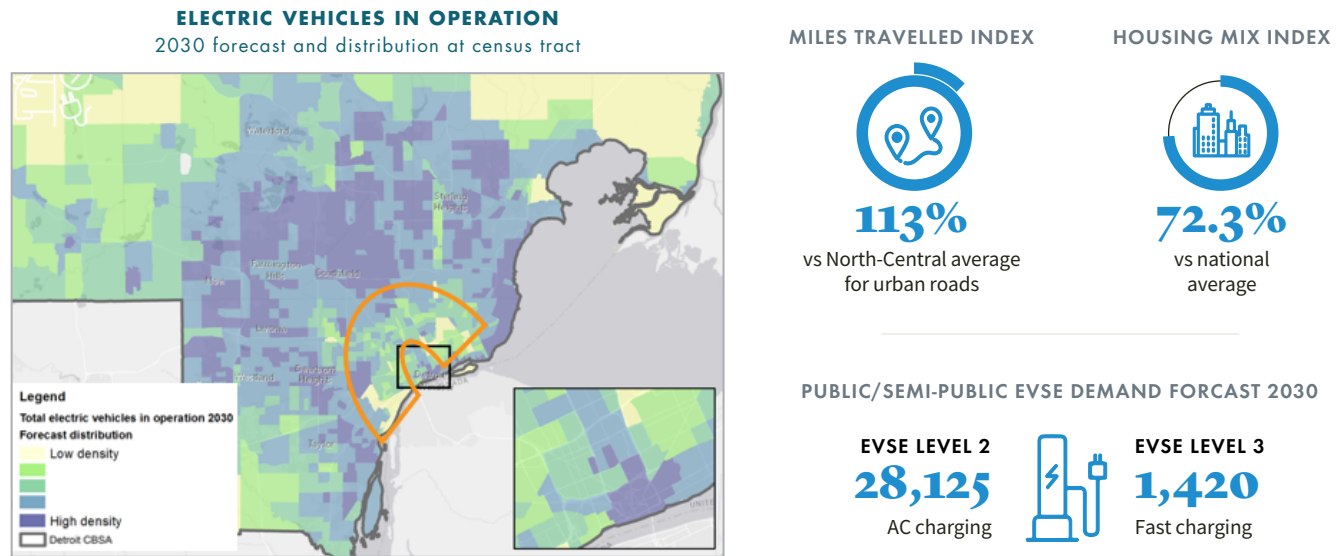 ELECTRIC VEHICLES IN OPERATION
2030 forecast and distribution at census tract
Waterford
Sterling
Heights
Farmington
Hills
Southfield
Novi
Livonia
Dearborn
Heights
Detroit
Taylor
Legend
Total electric vehicles in operation 2030
Forecast distribution
Low density
High density
Detroit CBSA
UNITE
MILES TRAVELLED INDEX
113%
vs North-Central average
for urban roads
HOUSING MIX INDEX
72.3%
vs national
average
PUBLIC/SEMI-PUBLIC EVSE DEMAND FORCAST 2030
EVSE LEVEL 2
28,125
AC charging
EVSE LEVEL 3
1,420
Fast charging